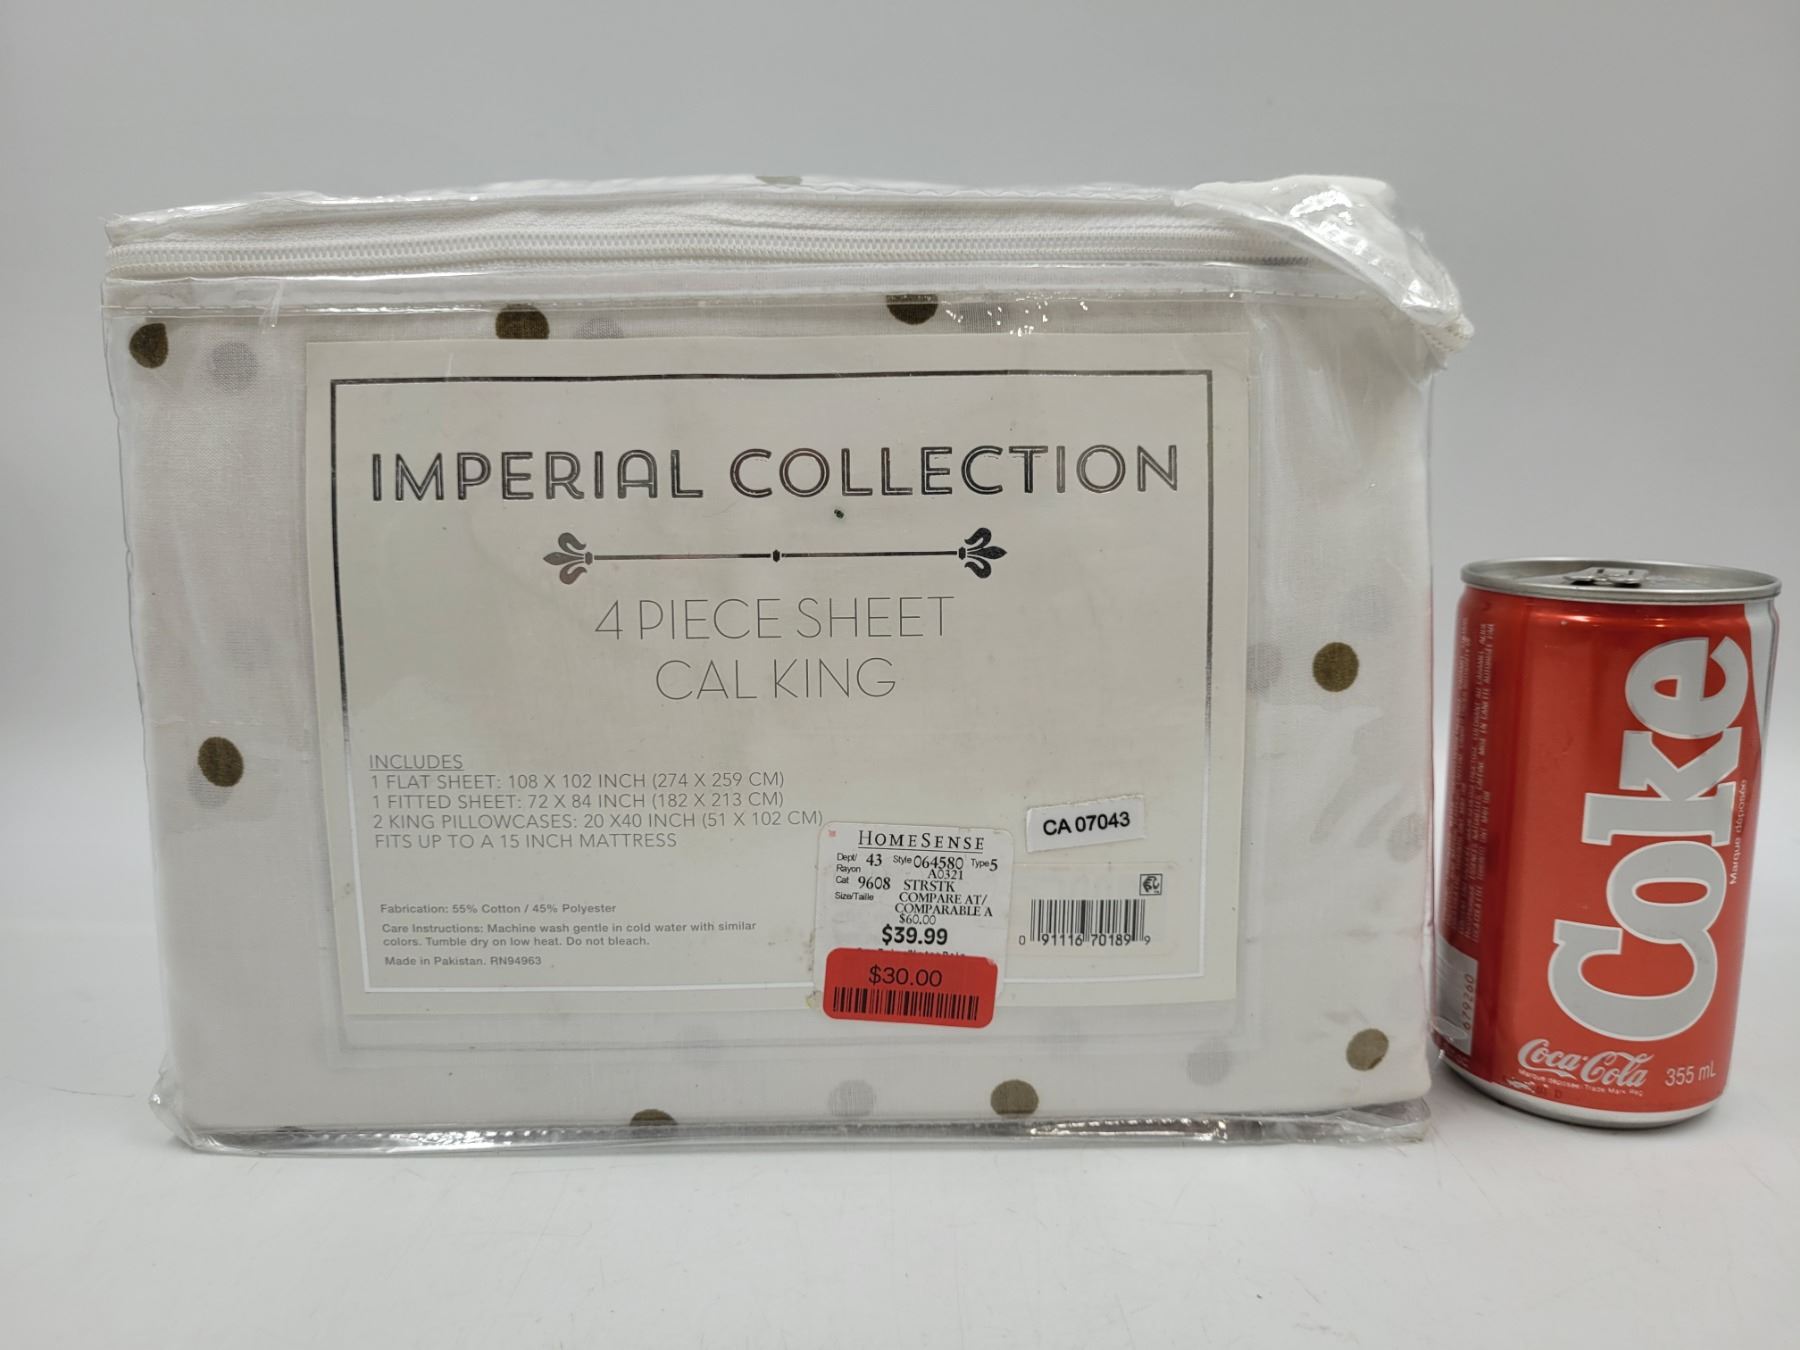 IMPERIAL COLLECTION
4 PIECE SHEET
CAL KING
INCLUDES
1 FLAT SHEET: 108 X 102 INCH (274 X 259 CM)
1 FITTED SHEET: 72 X 84 INCH (182 X 213 CM)
2 KING PILLOWCASES: 20 X40 INCH (51 X 102 CM)
FITS UP TO A 15 INCH MATTRESS
Fabrication: 55% Cotton / 45% Polyester
Care Instructions: Machine wash gentle in cold water with similar
colors. Tumble dry on low heat. Do not bleach.
Made in Pakistan. RN94963
HOMESENSE
Dept/ 43 Style 064580 Type 5
Rayon A0321
Cat 9608 STRSTK
Size/Taille COMPARE AT/
COMPARABLE A
$60.00
$39.99
$30.00
CA 07043
0 91116 70189 9
Coke
Marque déposée
Coca-Cola 355 mL
679260